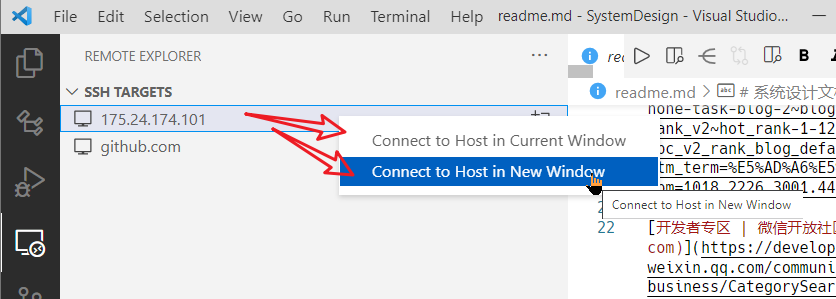 File Edit Selection View Go Run Terminal Help readme.md - SystemDesign - Visual Studio...
REMOTE EXPLORER
SSH TARGETS
175.24.174.101
github.com
Connect to Host in Current Window
Connect to Host in New Window
Connect to Host in New Window
B
readme.md > # 系统设计文
none-task-blog-2~blog
rank_v2~hot_rank-1-12
pc_v2_rank_blog_defa
tm_term=%E5%AD%A6%E5
om=1018.2226.3001.44
22
[开发者专区 | 微信开放社
com)](https://develop
weixin.qq.com/communi
business/CategorySear